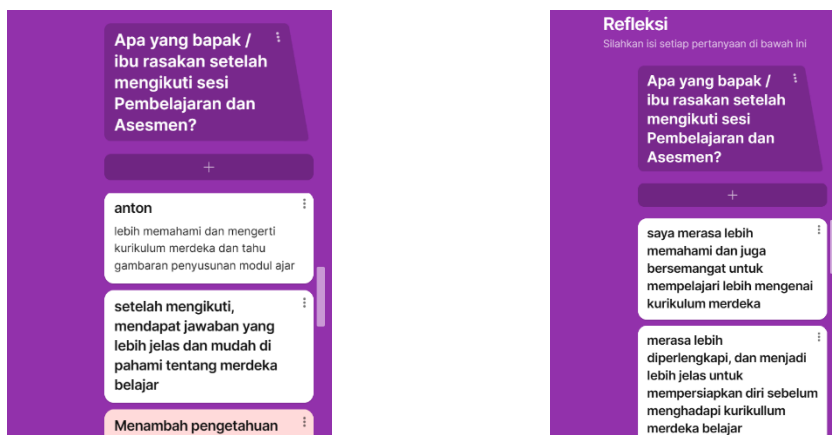 Apa yang bapak /
ibu rasakan setelah
mengikuti sesi
Pembelajaran dan
Asesmen?
+
anton
lebih memahami dan mengerti
kurikulum merdeka dan tahu
gambaran penyusunan modul ajar
setelah mengikuti,
mendapat jawaban yang
lebih jelas dan mudah di
pahami tentang merdeka
belajar
Menambah pengetahuan
Refleksi
Silahkan isi setiap pertanyaan di bawah ini
Apa yang bapak /
ibu rasakan setelah
mengikuti sesi
Pembelajaran dan
Asesmen?
+
saya merasa lebih
memahami dan juga
bersemangat untuk
mempelajari lebih mengenai
kurikulum merdeka
merasa lebih
diperlengkapi, dan menjadi
lebih jelas untuk
mempersiapkan diri sebelum
menghadapi kurikullum
merdeka belajar